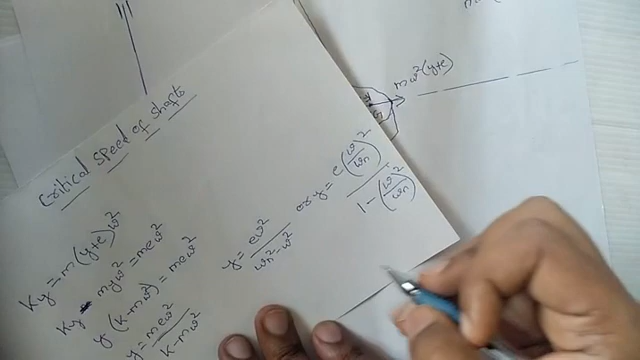 Critical speed of shafts
Ky = m(y+e)ω²
Ky - myω² = meω²
y(K-mω²) = meω²
y = meω²/K-mω²
y = eω²/ωn²-ω² or y = e(ω/ωn)²/1-(ω/ωn)²
mω²(y+e)